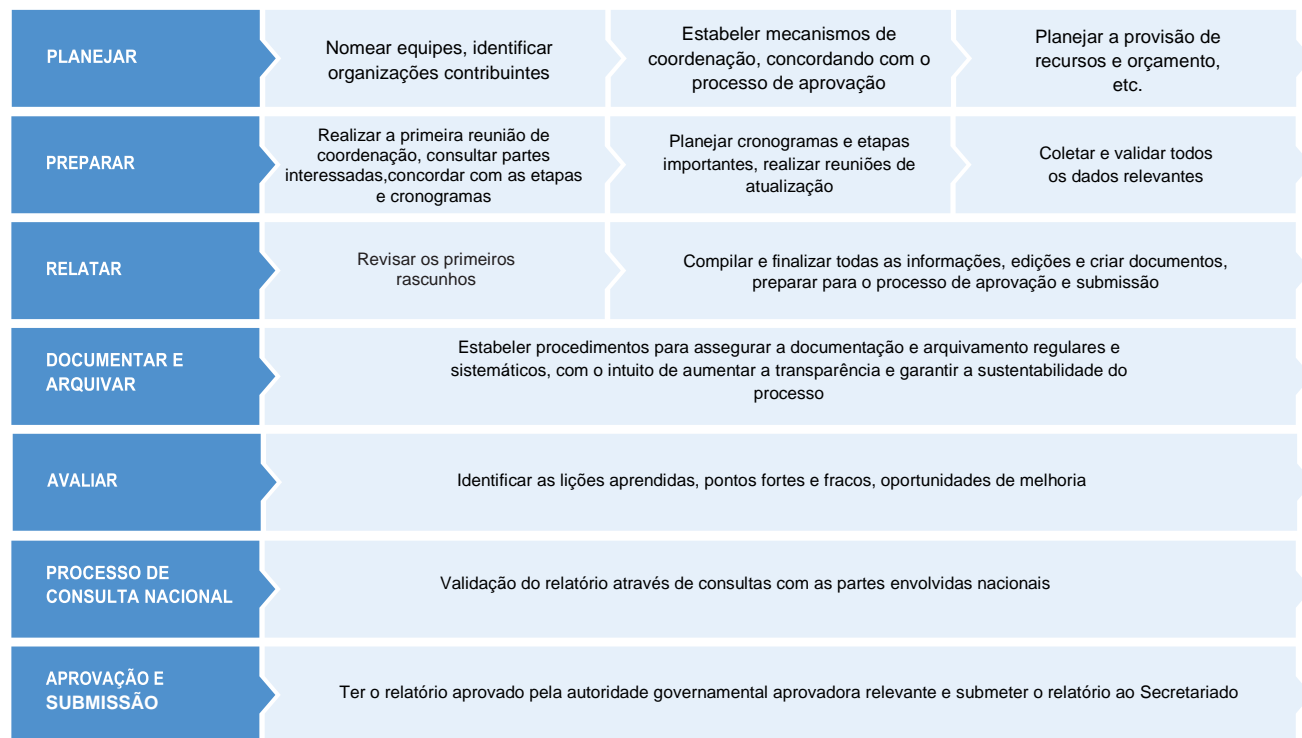 PLANEJAR
Nomear equipes, identificar
organizações contribuintes
Estabeler mecanismos de
coordenação, concordando com o
processo de aprovação
Planejar a provisão de
recursos e orçamento,
etc.
PREPARAR
Realizar a primeira reunião de
coordenação, consultar partes
interessadas,concordar com as etapas
e cronogramas
Planejar cronogramas e etapas
importantes, realizar reuniões de
atualização
Coletar e validar todos
os dados relevantes
RELATAR
Revisar os primeiros
rascunhos
Compilar e finalizar todas as informações, edições e criar documentos,
preparar para o processo de aprovação e submissão
DOCUMENTAR E
ARQUIVAR
Estabeler procedimentos para assegurar a documentação e arquivamento regulares e
sistemáticos, com o intuito de aumentar a transparência e garantir a sustentabilidade do
processo
AVALIAR
Identificar as lições aprendidas, pontos fortes e fracos, oportunidades de melhoria
PROCESSO DE
CONSULTA NACIONAL
Validação do relatório através de consultas com as partes envolvidas nacionais
APROVAÇÃO E
SUBMISSÃO
Ter o relatório aprovado pela autoridade governamental aprovadora relevante e submeter o relatório ao Secretariado